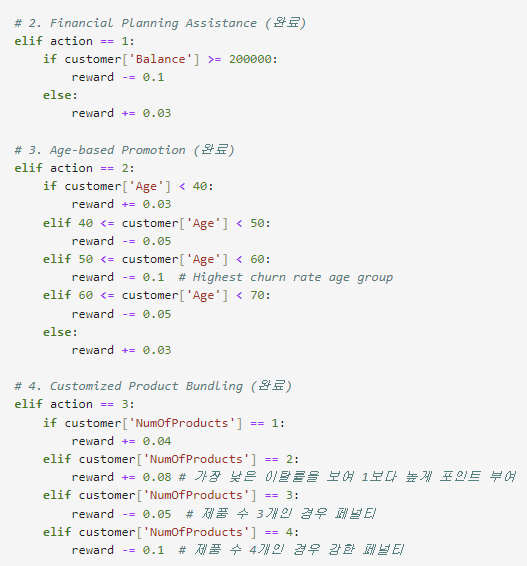 # 2. Financial Planning Assistance (완료)
elif action == 1:
    if customer['Balance'] >= 200000:
        reward -= 0.1
    else:
        reward += 0.03

# 3. Age-based Promotion (완료)
elif action == 2:
    if customer['Age'] < 40:
        reward += 0.03
    elif 40 <= customer['Age'] < 50:
        reward -= 0.05
    elif 50 <= customer['Age'] < 60:
        reward -= 0.1  # Highest churn rate age group
    elif 60 <= customer['Age'] < 70:
        reward -= 0.05
    else:
        reward += 0.03

# 4. Customized Product Bundling (완료)
elif action == 3:
    if customer['NumOfProducts'] == 1:
        reward += 0.04
    elif customer['NumOfProducts'] == 2:
        reward += 0.08 # 가장 낮은 이탈률을 보여 1보다 높게 포인트 부여
    elif customer['NumOfProducts'] == 3:
        reward -= 0.05  # 제품 수 3개인 경우 페널티
    elif customer['NumOfProducts'] == 4:
        reward -= 0.1  # 제품 수 4개인 경우 강한 페널티